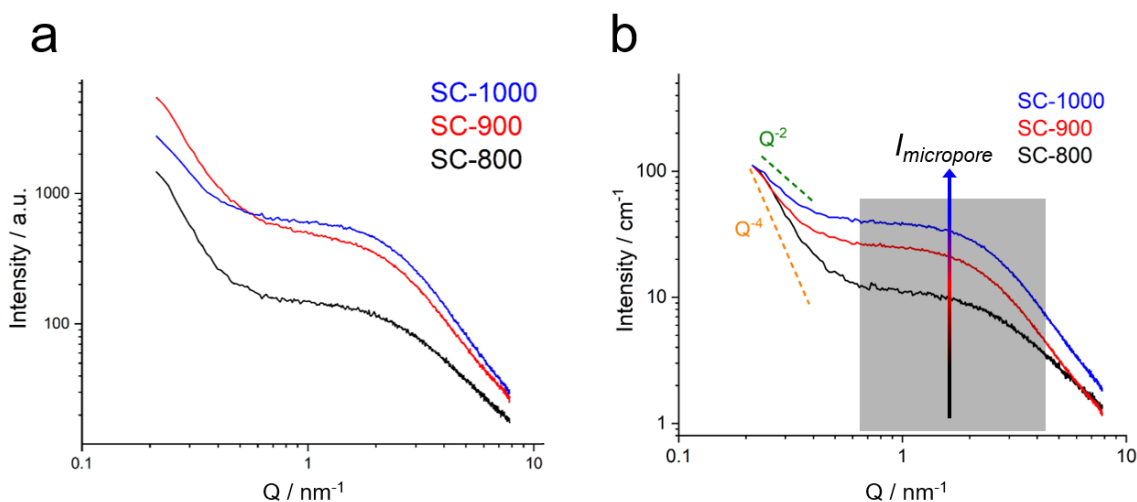 a
SC-1000
SC-900
SC-800
Intensity / a.u.
1000
100
0.1
1
10
Q / nm⁻¹
b
SC-1000
SC-900
SC-800
I micropore
Q⁻²
Q⁻⁴
Intensity / cm⁻¹
100
10
1
0.1
1
10
Q / nm⁻¹